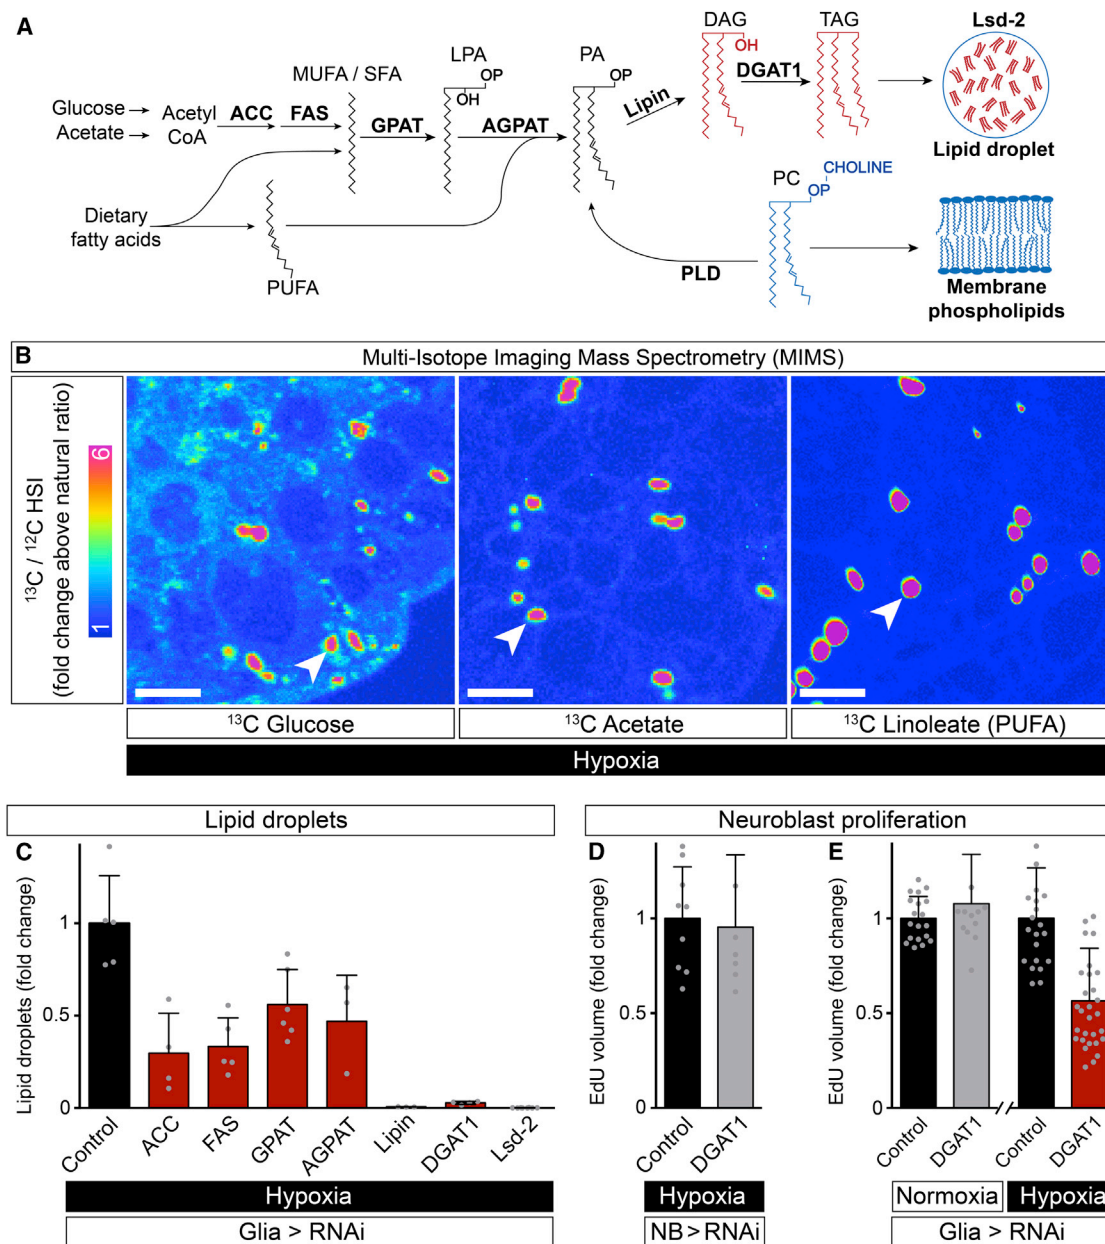 A
Glucose
Acetate
Acetyl
CoA
ACC
FAS
MUFA / SFA
GPAT
LPA
OP
OH
AGPAT
PA
OP
Lipin
DAG
OH
DGAT1
TAG
Lsd-2
Lipid droplet
Dietary
fatty acids
PUFA
PLD
PC
OP
CHOLINE
Membrane
phospholipids
B
Multi-Isotope Imaging Mass Spectrometry (MIMS)
13C / 12C HSI
(fold change above natural ratio)
1
6
13C Glucose
13C Acetate
13C Linoleate (PUFA)
Hypoxia
Lipid droplets
Neuroblast proliferation
C
Lipid droplets (fold change)
1
0.5
0
Control
ACC
FAS
GPAT
AGPAT
Lipin
DGAT1
Lsd-2
Hypoxia
Glia > RNAi
D
EdU volume (fold change)
1
0.5
0
Control
DGAT1
Hypoxia
NB > RNAi
E
EdU volume (fold change)
1
0.5
0
Control
DGAT1
Control
DGAT1
Normoxia
Hypoxia
Glia > RNAi